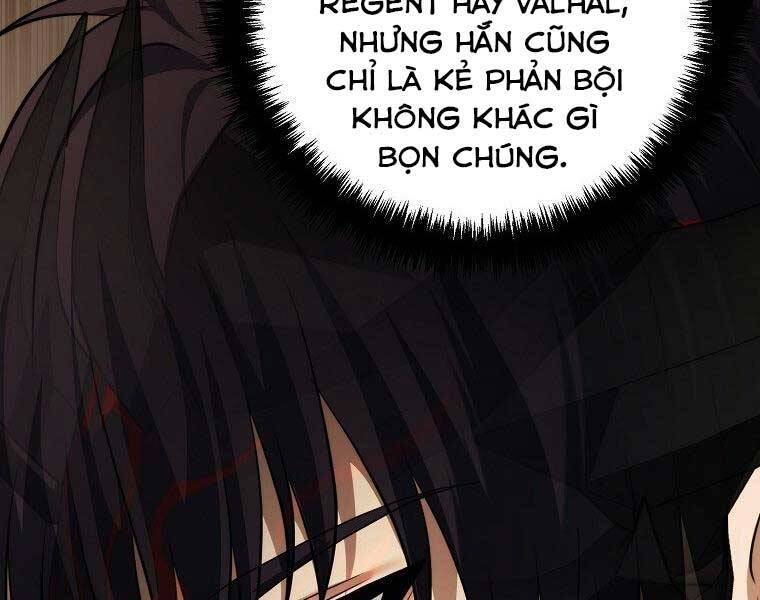 REGENT HAY VALHAL,
NHƯNG HẮN CŨNG
CHỈ LÀ KẺ PHẢN BỘI
KHÔNG KHÁC GÌ
BỌN CHÚNG.